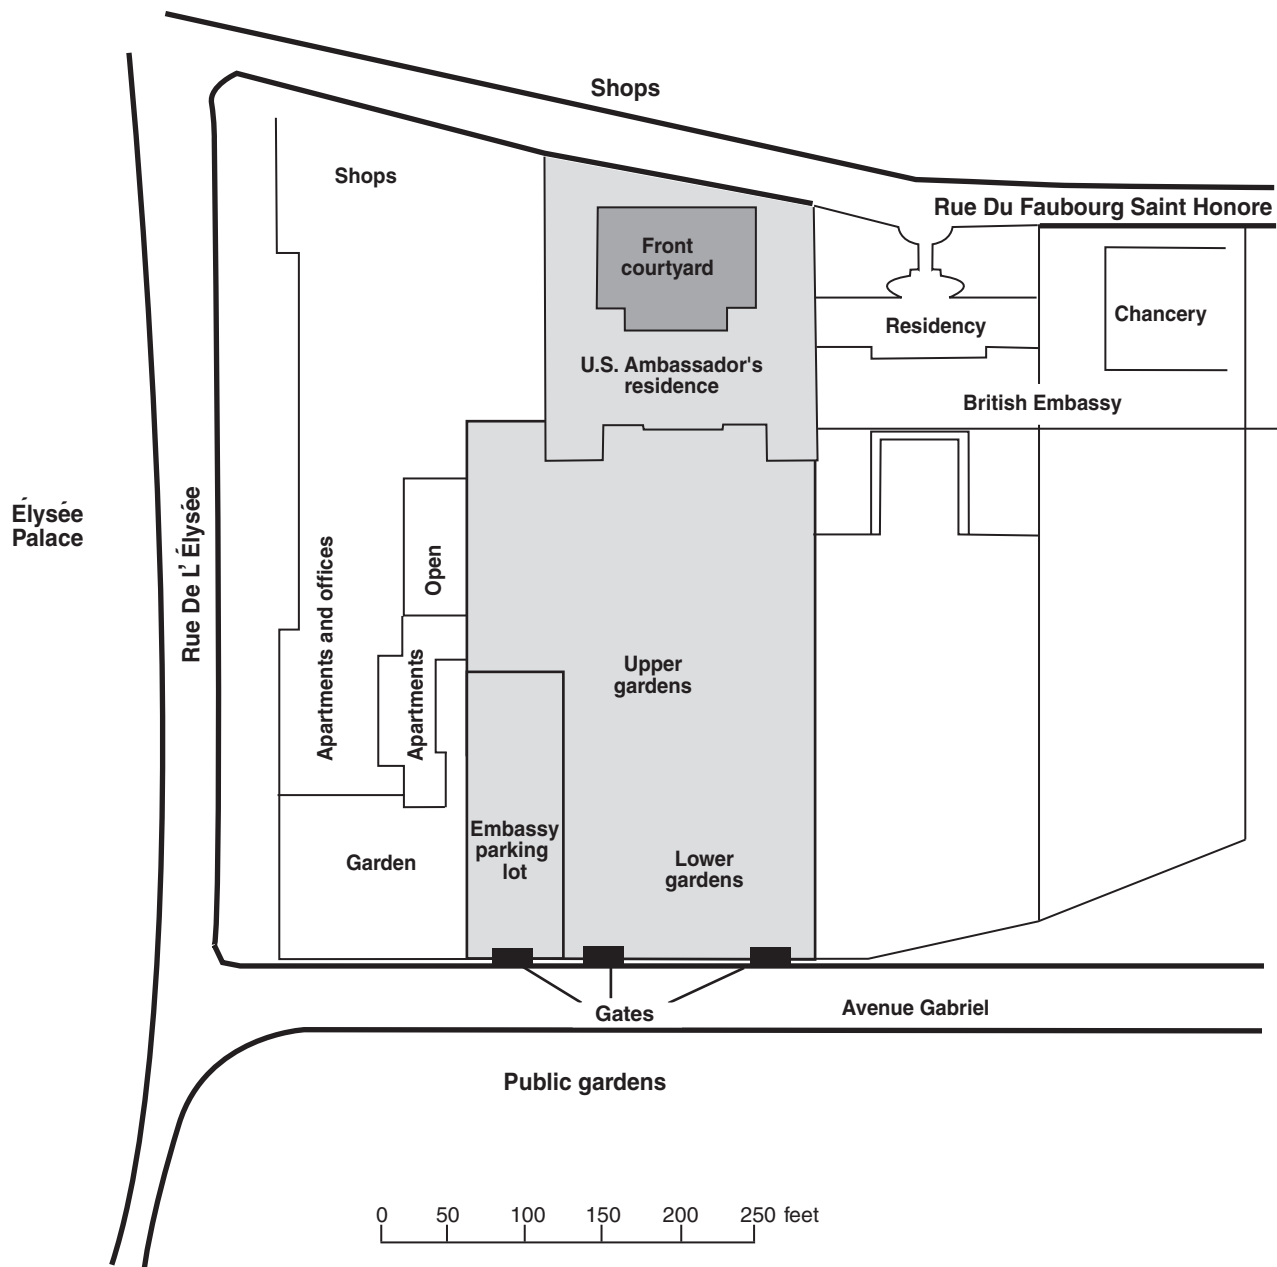 Shops
Shops
Rue Du Faubourg Saint Honore
Front
courtyard
Chancery
Residency
U.S. Ambassador's
residence
British Embassy
Élysée
Palace
Rue De L' Élysée
Apartments and offices
Open
Apartments
Upper
gardens
Embassy
parking
lot
Garden
Lower
gardens
Gates
Avenue Gabriel
Public gardens
0 50 100 150 200 250 feet